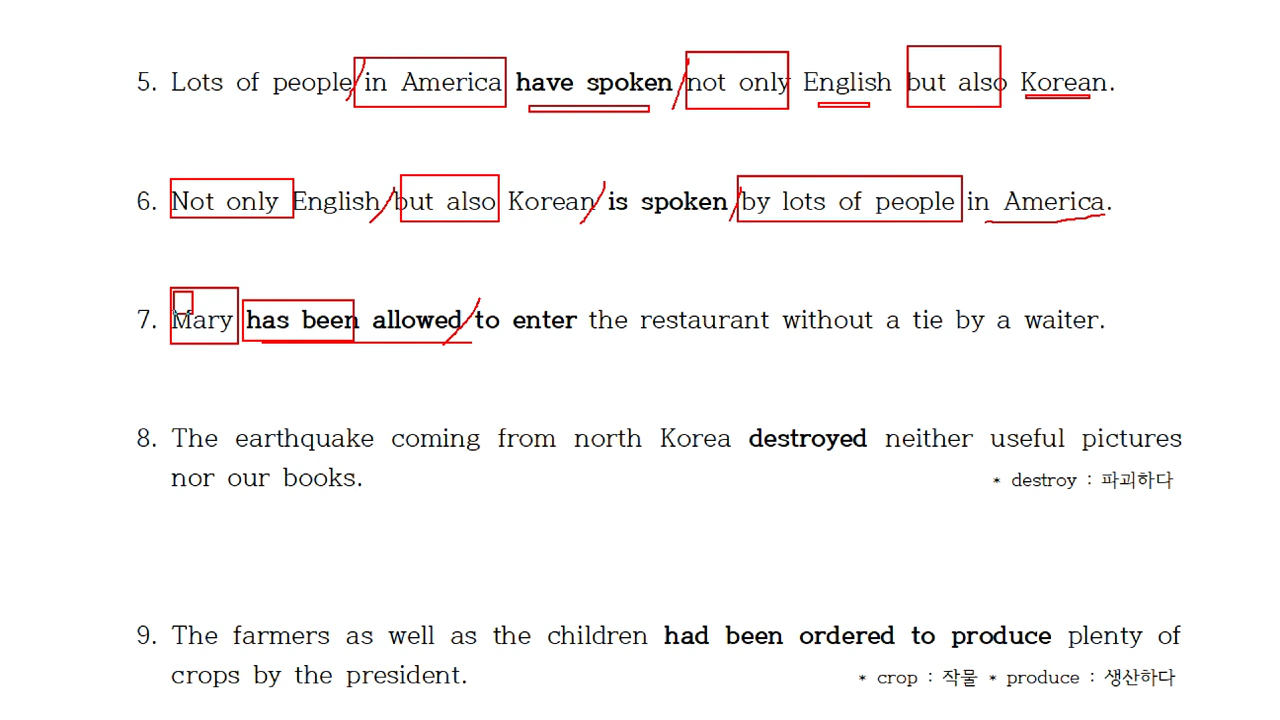 5. Lots of people in America have spoken not only English but also Korean.
6. Not only English but also Korean is spoken by lots of people in America.
7. Mary has been allowed to enter the restaurant without a tie by a waiter.
8. The earthquake coming from north Korea destroyed neither useful pictures
nor our books. * destroy : 파괴하다
9. The farmers as well as the children had been ordered to produce plenty of
crops by the president. * crop : 작물 * produce : 생산하다